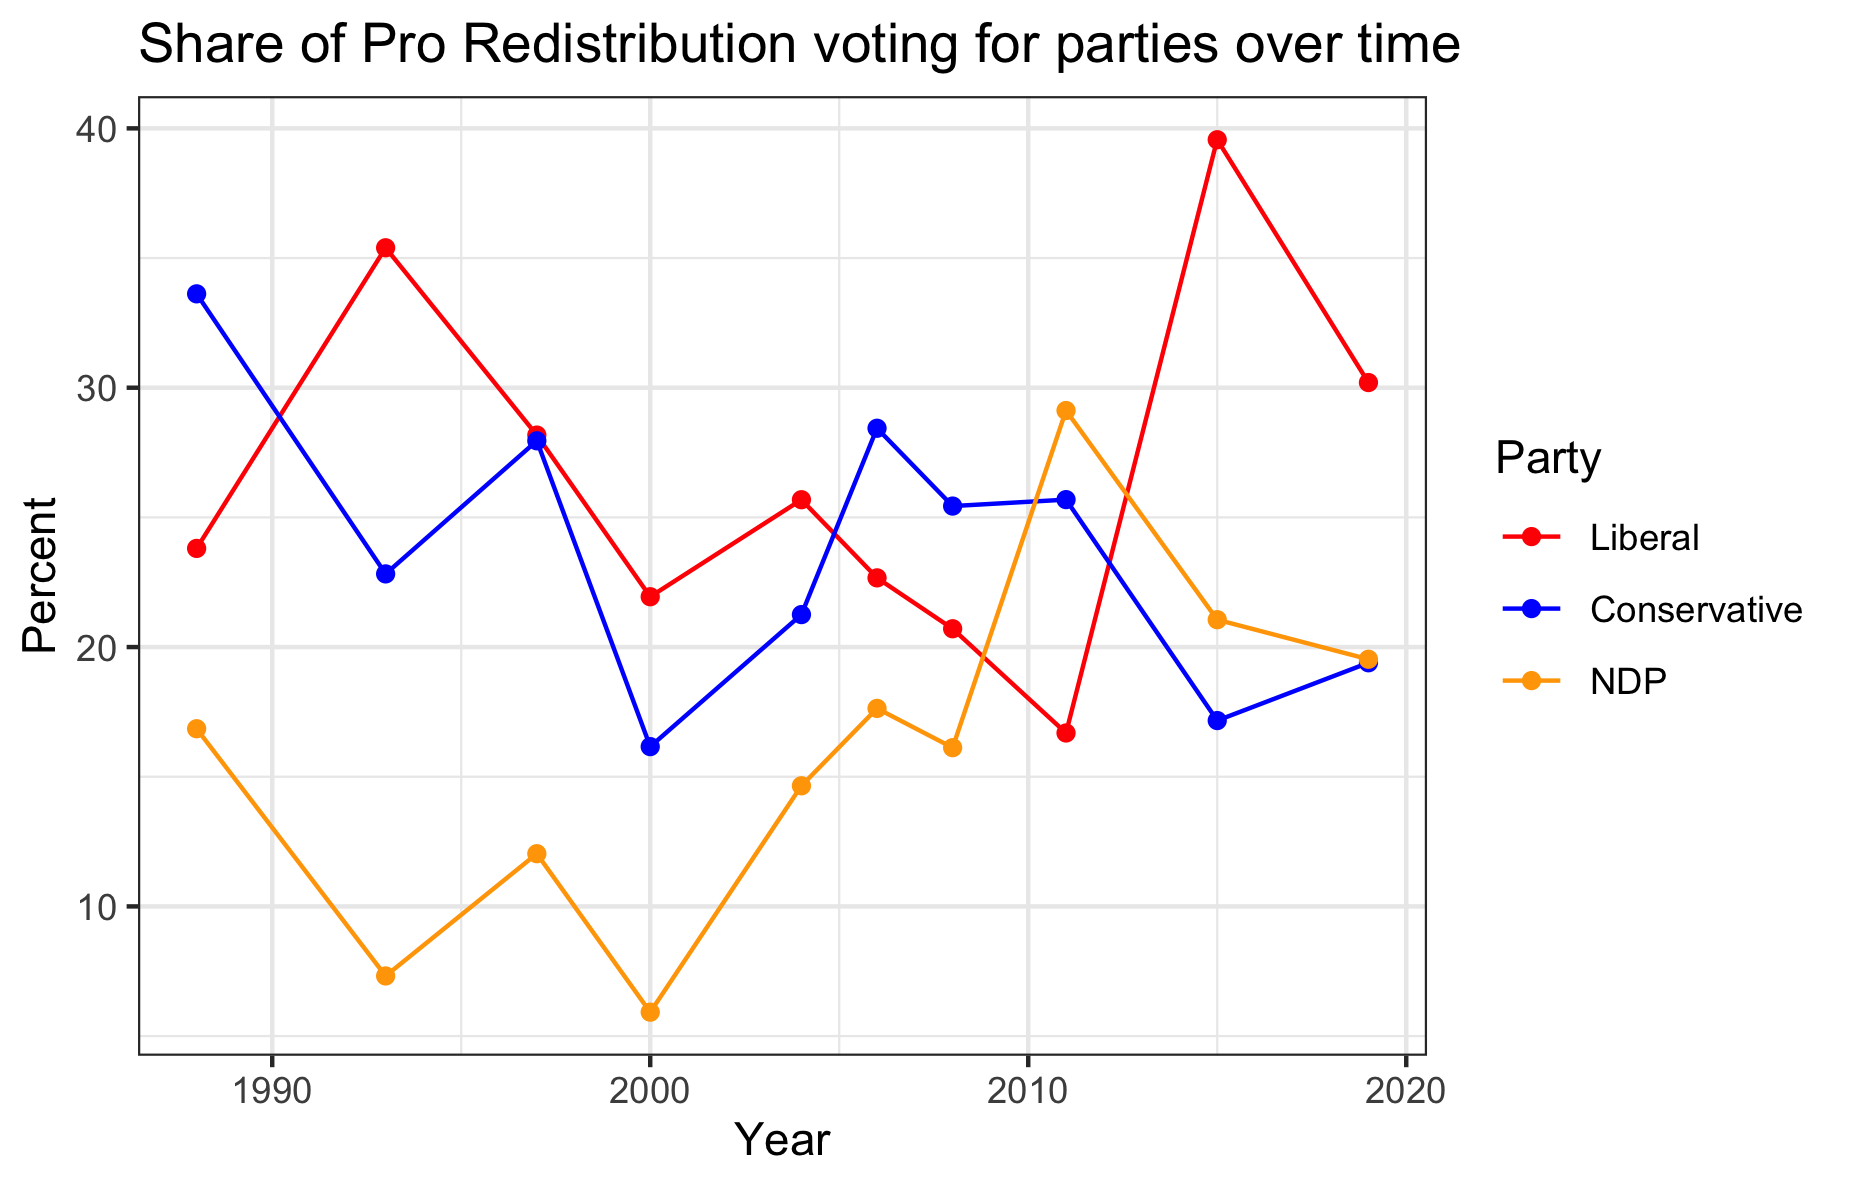 Share of Pro Redistribution voting for parties over time
40
30
20
10
Percent
1990
2000
2010
2020
Year
Party
Liberal
Conservative
NDP